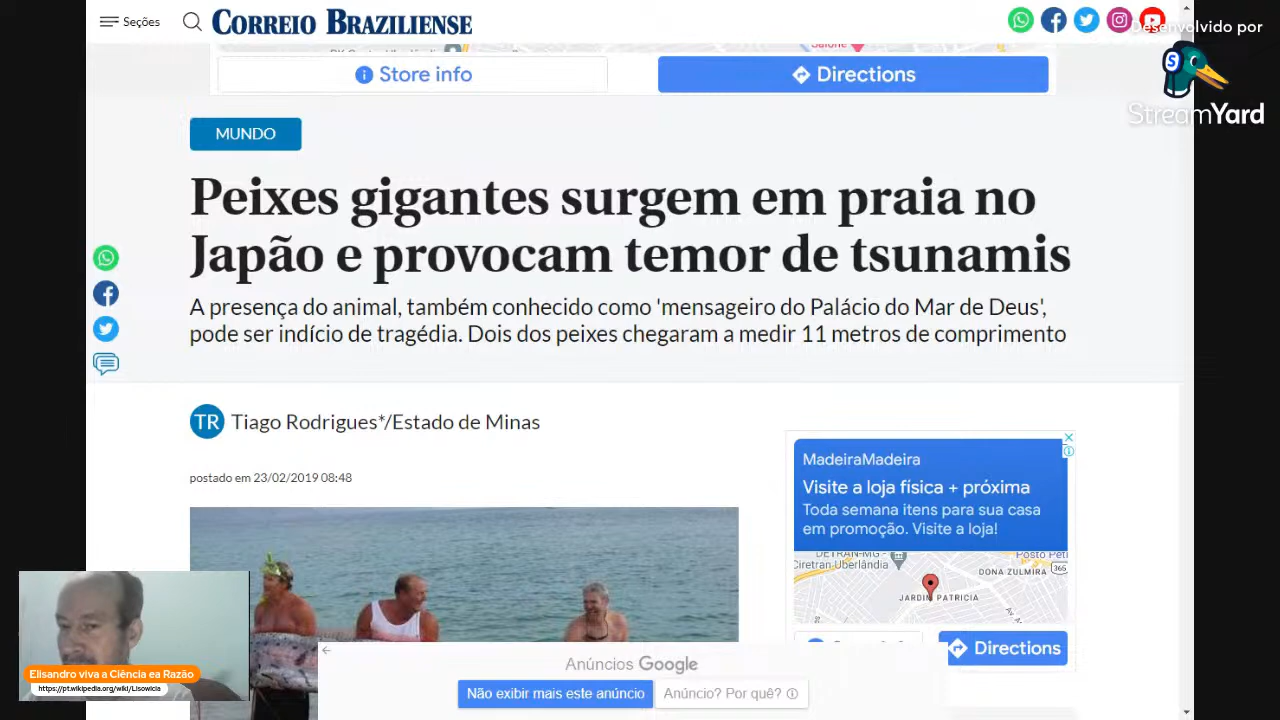 Seções
CORREIO BRAZILIENSE
Desenvolvido por
StreamYard
Store info
Directions
MUNDO
Peixes gigantes surgem em praia no
Japão e provocam temor de tsunamis
A presença do animal, também conhecido como 'mensageiro do Palácio do Mar de Deus',
pode ser indício de tragédia. Dois dos peixes chegaram a medir 11 metros de comprimento
TR
Tiago Rodrigues*/Estado de Minas
postado em 23/02/2019 08:48
MadeiraMadeira
Visite a loja física + próxima
Toda semana itens para sua casa
em promoção. Visite a loja!
DETRAN-MG -
Ciretran Uberlândia
Posto Pet
DONA ZULMIRA
365
JARDIM PATRICIA
Directions
Anúncios Google
Não exibir mais este anúncio
Anúncio? Por quê?
Elisandro viva a Ciência ea Razão
https://pt.wikipedia.org/wiki/Lisowicia